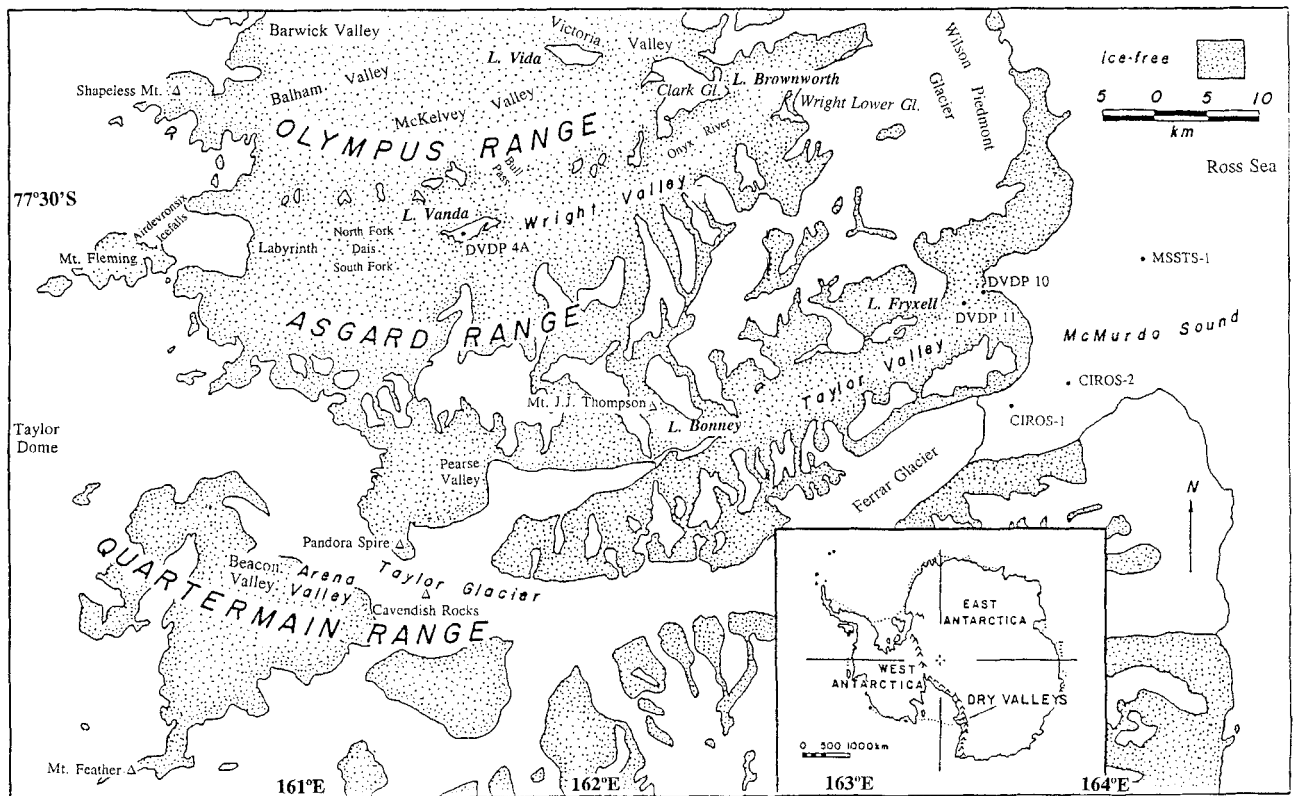 Barwick Valley
Victoria
Valley
L. Vida
Wilson Piedmont
Glacier
ice-free
Shapeless Mt.
Balham Valley
Clark Gl.
L. Brownworth
Wright Lower Gl.
McKelvey Valley
5 0 5 10
km
OLYMPUS RANGE
Onyx River
Bull
Pass
Ross Sea
77°30'S
L. Vanda
Wright Valley
Airdevronsix
Icefalls
Labyrinth
North Fork
Dais
South Fork
DVDP 4A
Mt. Fleming
MSSTS-1
DVDP 10
L. Fryxell
DVDP 11
ASGARD RANGE
McMurdo Sound
Taylor Valley
CIROS-2
Mt. J.J. Thompson
CIROS-1
L. Bonney
Taylor
Dome
Pearse
Valley
Ferrar Glacier
N
Pandora Spire
Beacon
Valley
Arena
Valley
Taylor Glacier
Cavendish Rocks
QUARTERMAIN RANGE
EAST
ANTARCTICA
WEST
ANTARCTICA
DRY VALLEYS
0 500 1000km
Mt. Feather
161°E
162°E
163°E
164°E